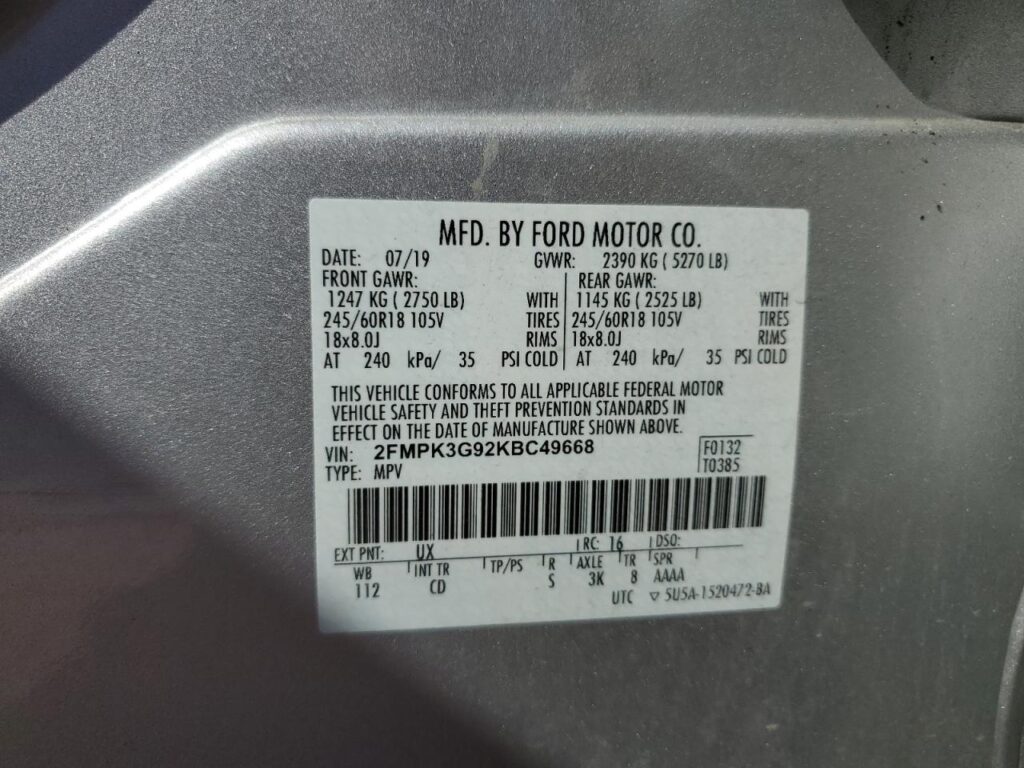 MFD. BY FORD MOTOR CO.
DATE: 07/19 GVWR: 2390 KG ( 5270 LB)
FRONT GAWR: REAR GAWR:
1247 KG ( 2750 LB) WITH 1145 KG ( 2525 LB) WITH
245/60R18 105V TIRES 245/60R18 105V TIRES
18x8.0J RIMS 18x8.0J RIMS
AT 240 kPa/ 35 PSI COLD AT 240 kPa/ 35 PSI COLD
THIS VEHICLE CONFORMS TO ALL APPLICABLE FEDERAL MOTOR
VEHICLE SAFETY AND THEFT PREVENTION STANDARDS IN
EFFECT ON THE DATE OF MANUFACTURE SHOWN ABOVE.
VIN: 2FMPK3G92KBC49668 F0132
TYPE: MPV T0385
EXT PNT: UX RC: 16 DSO:
WB INT TR TP/PS R AXLE TR SPR
112 CD S 3K 8 AAAA
UTC ▽ 5U5A-1520472-BA